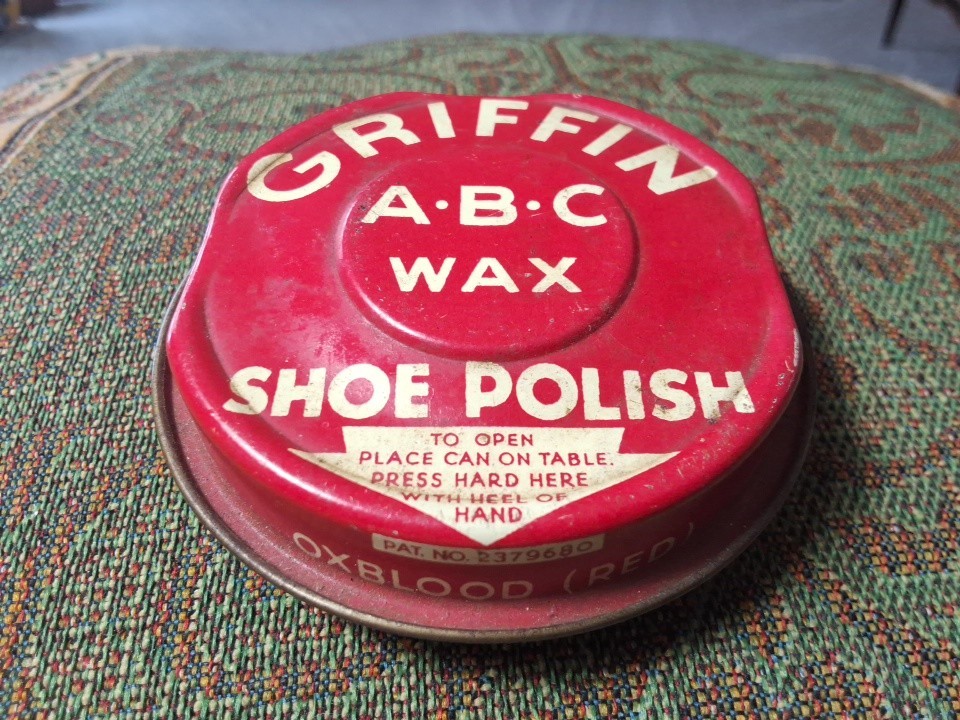 GRIFFIN
A·B·C
WAX
SHOE POLISH
TO OPEN
PLACE CAN ON TABLE.
PRESS HARD HERE
WITH HEEL OF
HAND
PAT. NO. 2379680
OXBLOOD (RED)